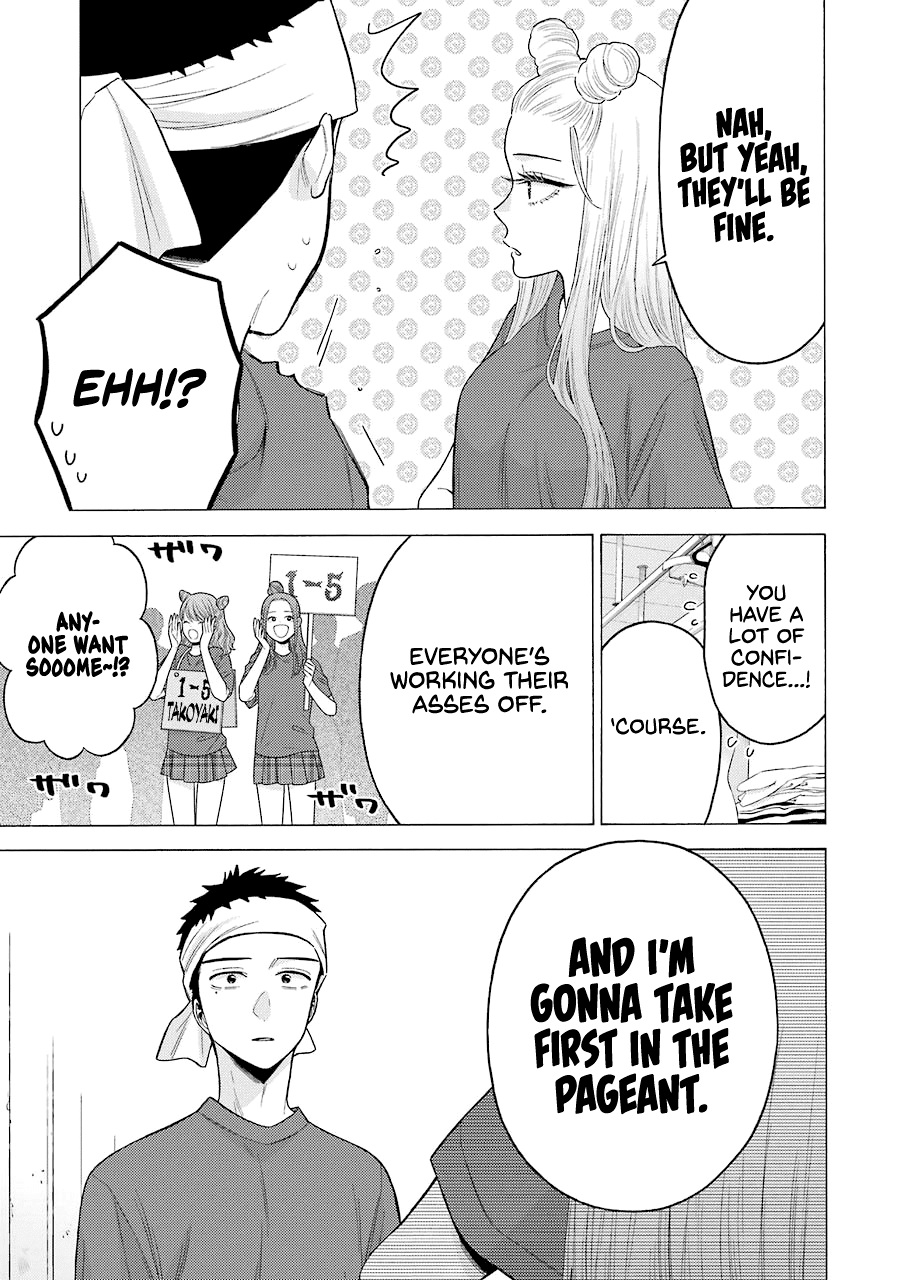 NAH,
BUT YEAH,
THEY'LL BE
FINE.
EHH!?
YOU
HAVE A
LOT OF
CONFI-
DENCE...!
'COURSE.
EVERYONE'S
WORKING THEIR
ASSES OFF.
ザワ
1-5
1-5
TAKOYAKI
ANY-
ONE WANT
SOOOME~!?
ザワ
ザワ
AND I'M
GONNA TAKE
FIRST IN THE
PAGEANT.